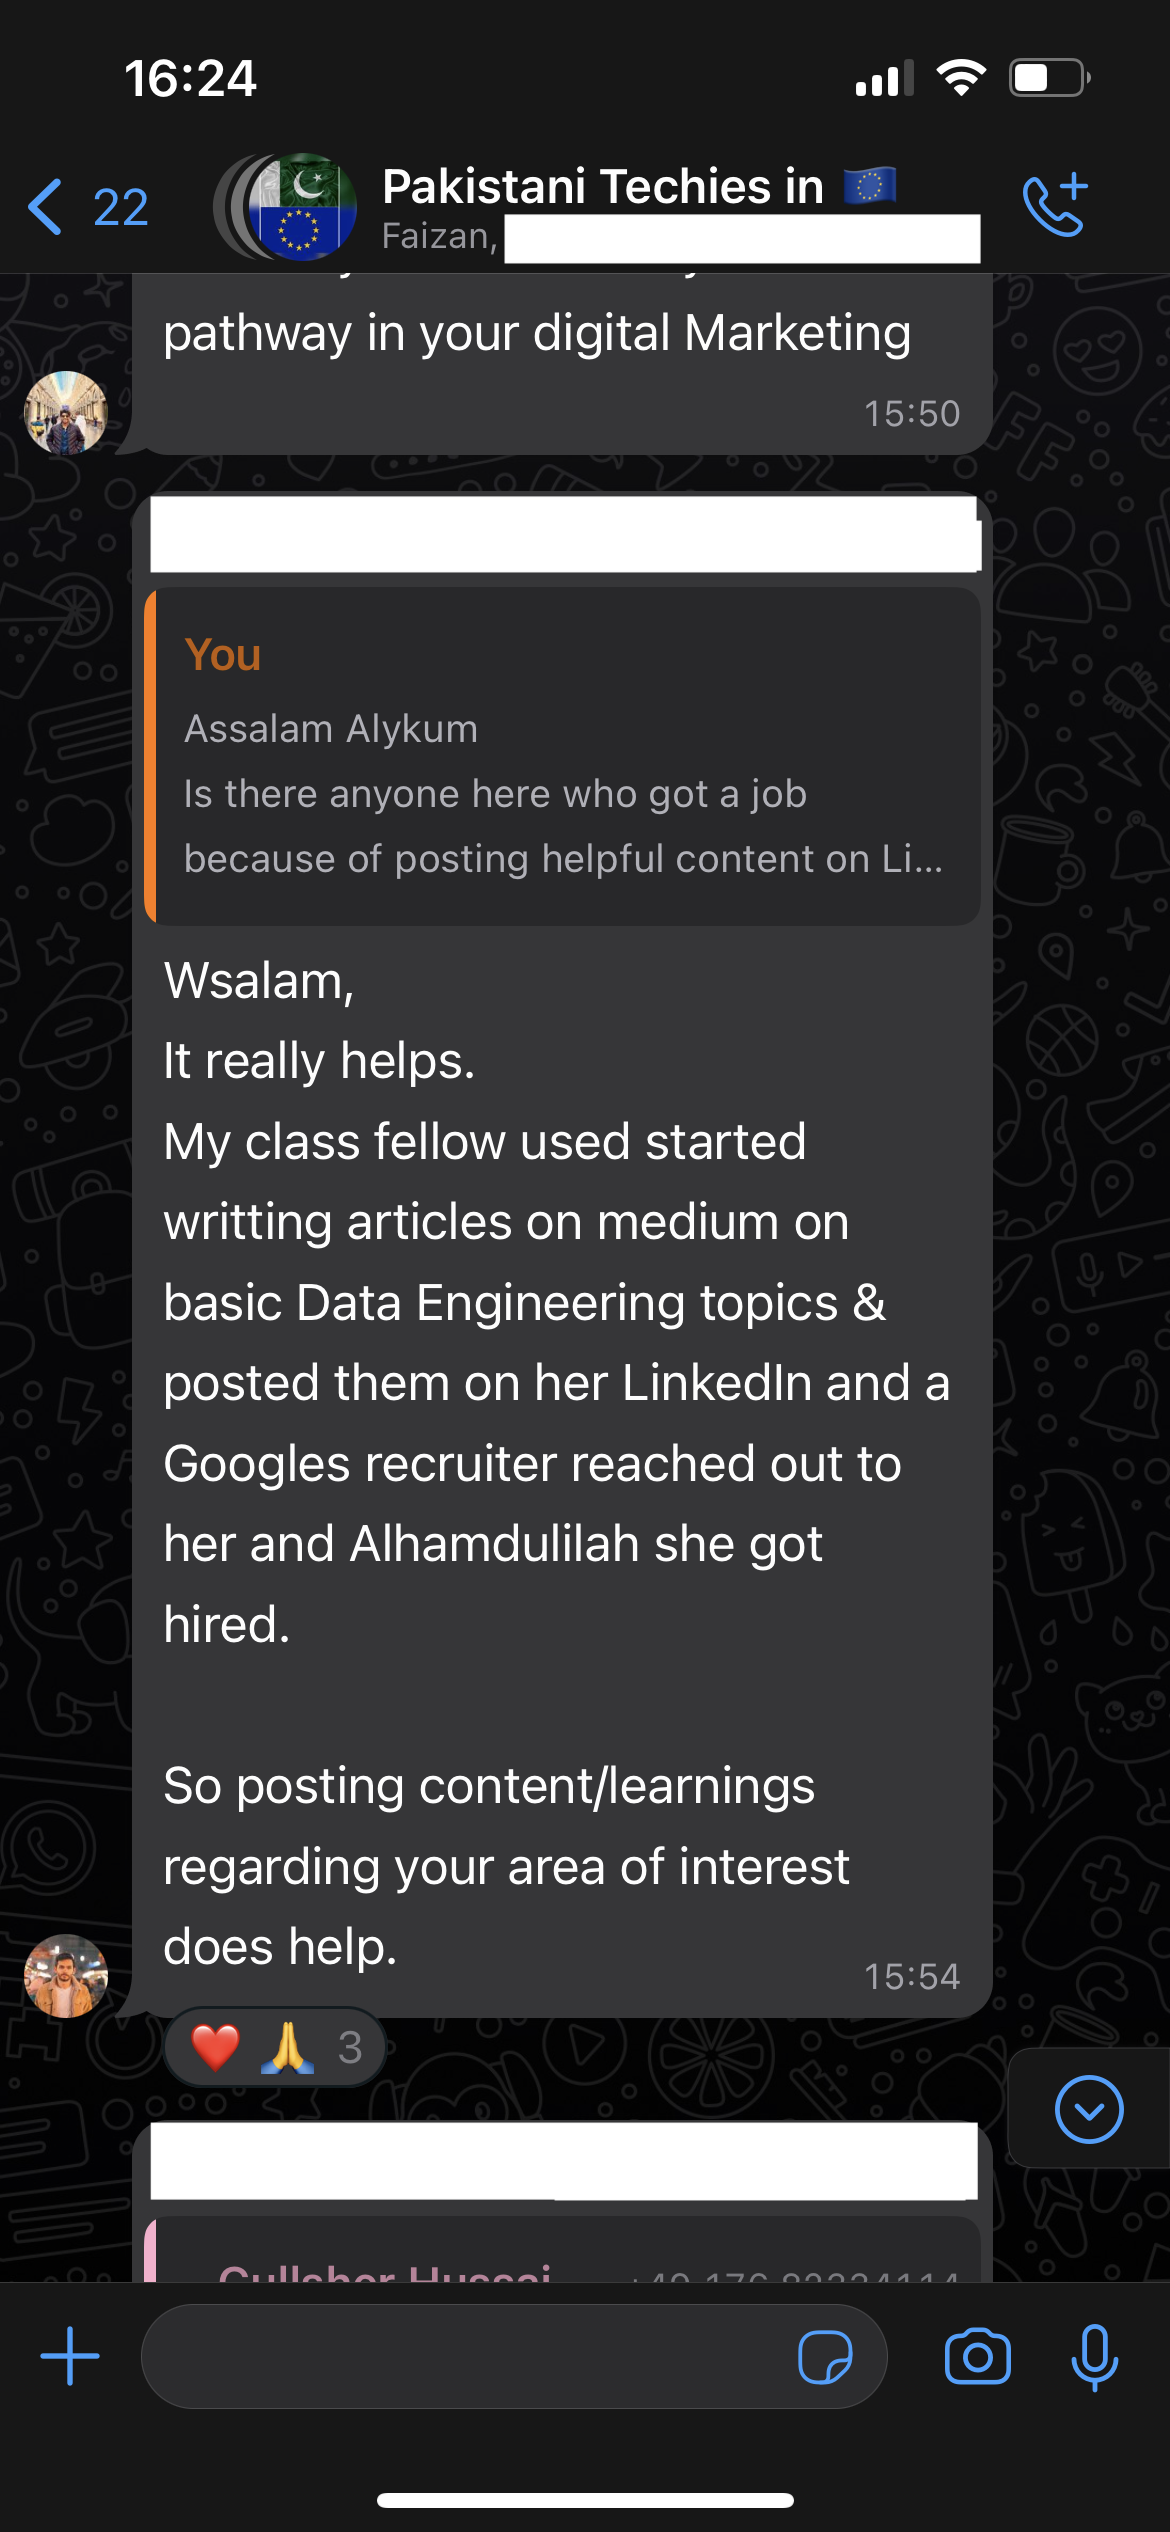 16:24
22
Pakistani Techies in 🇪🇺
Faizan,
pathway in your digital Marketing
15:50
You
Assalam Alykum
Is there anyone here who got a job
because of posting helpful content on Li...
Wsalam,
It really helps.
My class fellow used started
writting articles on medium on
basic Data Engineering topics &
posted them on her LinkedIn and a
Googles recruiter reached out to
her and Alhamdulilah she got
hired.
So posting content/learnings
regarding your area of interest
does help.
15:54
❤️ 🙏 3